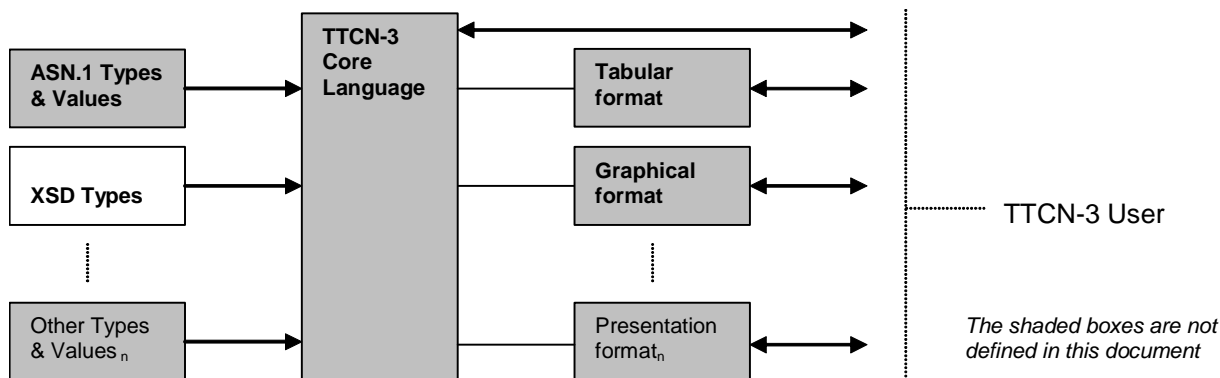 TTCN-3
Core
Language
ASN.1 Types
& Values
XSD Types
Other Types
& Values n
Tabular
format
Graphical
format
Presentation
formatn
TTCN-3 User
The shaded boxes are not
defined in this document